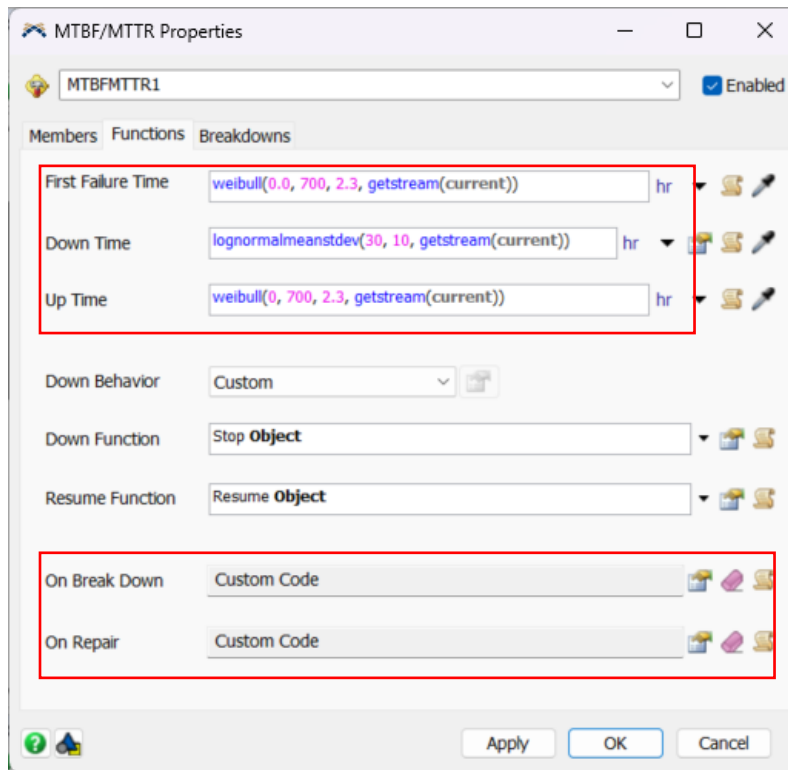 MTBF/MTTR Properties
MTBFMTTR1
Enabled
Members Functions Breakdowns
First Failure Time weibull(0.0, 700, 2.3, getstream(current)) hr
Down Time lognormalmeanstdev(30, 10, getstream(current)) hr
Up Time weibull(0, 700, 2.3, getstream(current)) hr
Down Behavior Custom
Down Function Stop Object
Resume Function Resume Object
On Break Down Custom Code
On Repair Custom Code
Apply OK Cancel